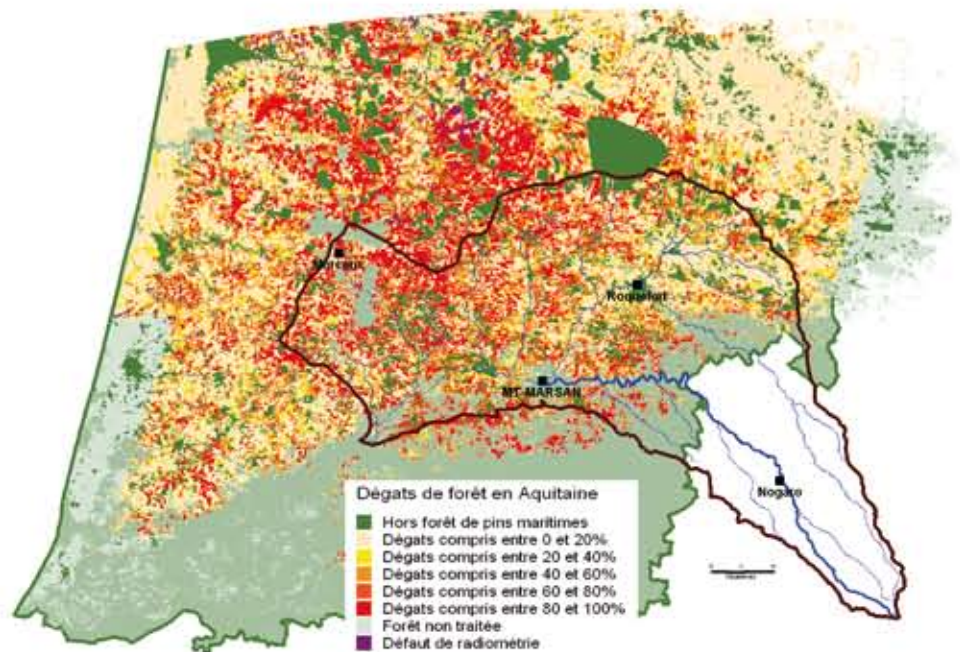 Roquefort
MT-MARSAN
Nogaro
Dégats de forêt en Aquitaine
Hors forêt de pins maritimes
Dégats compris entre 0 et 20%
Dégats compris entre 20 et 40%
Dégats compris entre 40 et 60%
Dégats compris entre 60 et 80%
Dégats compris entre 80 et 100%
Forêt non traitée
Défaut de radiométrie